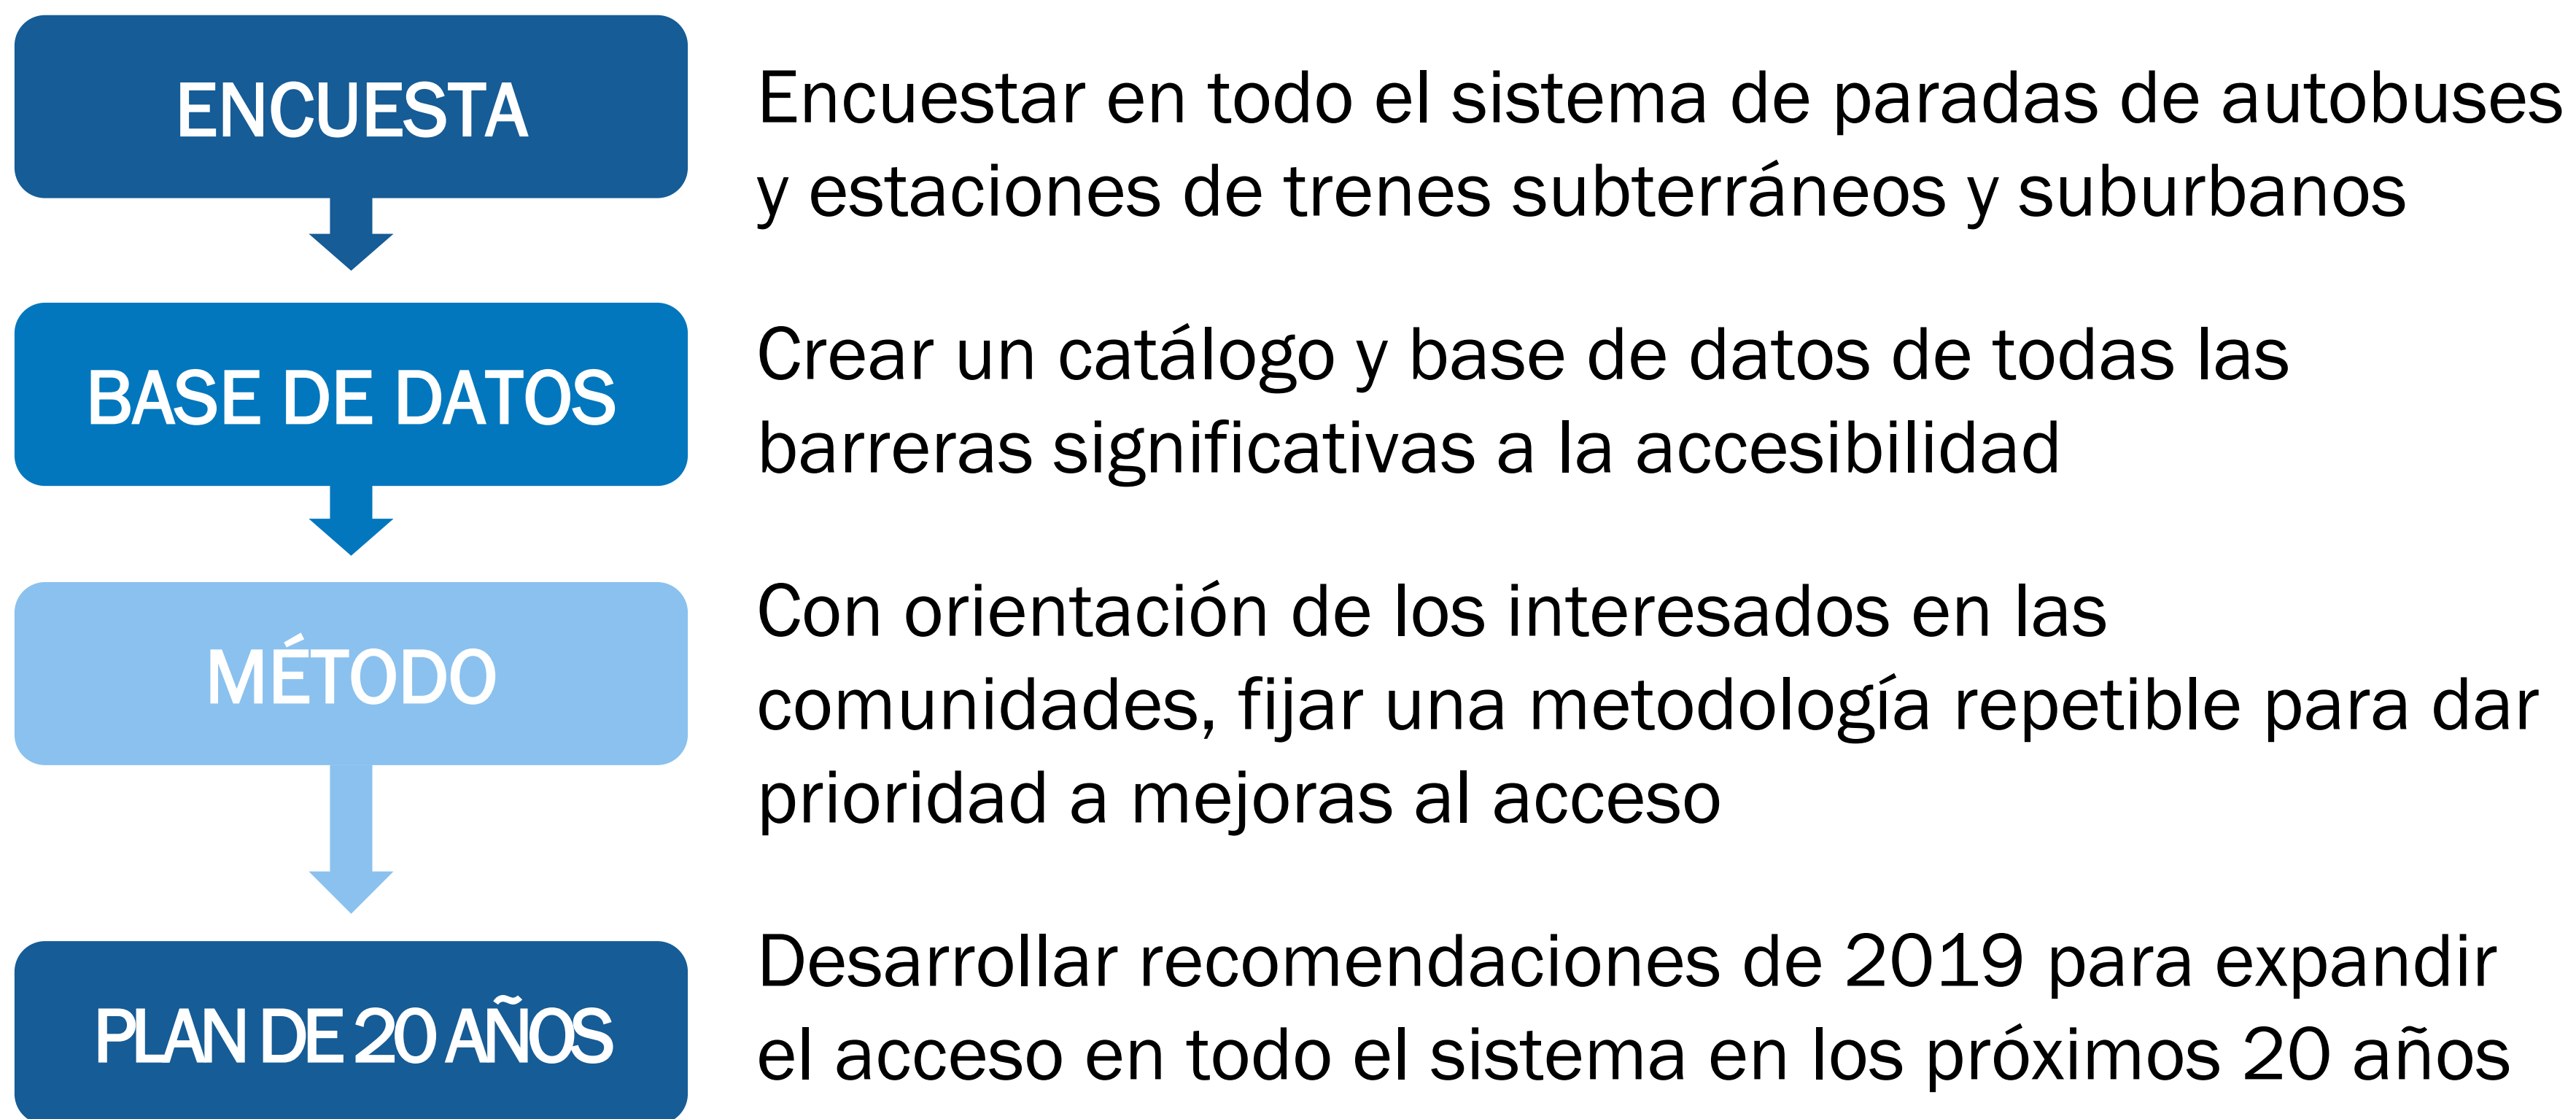 ENCUESTA
Encuestar en todo el sistema de paradas de autobuses
y estaciones de trenes subterráneos y suburbanos
BASE DE DATOS
Crear un catálogo y base de datos de todas las
barreras significativas a la accesibilidad
MÉTODO
Con orientación de los interesados en las
comunidades, fijar una metodología repetible para dar
prioridad a mejoras al acceso
PLAN DE 20 AÑOS
Desarrollar recomendaciones de 2019 para expandir
el acceso en todo el sistema en los próximos 20 años